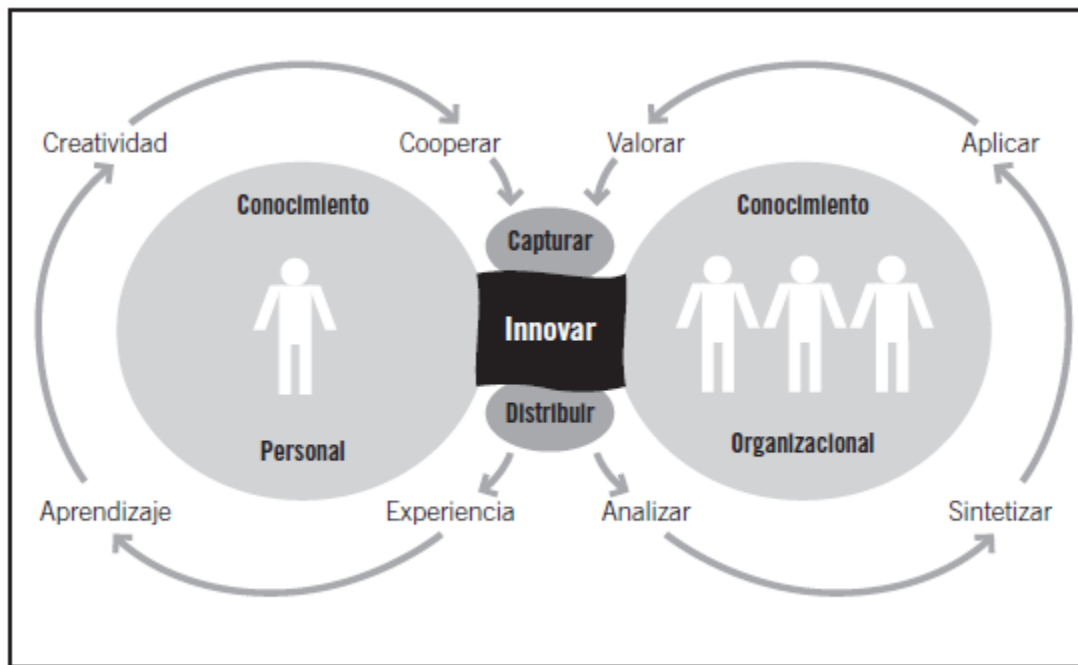 Creatividad
Cooperar
Valorar
Aplicar
Conocimiento
Conocimiento
Capturar
Innovar
Distribuir
Personal
Organizacional
Aprendizaje
Experiencia
Analizar
Sintetizar